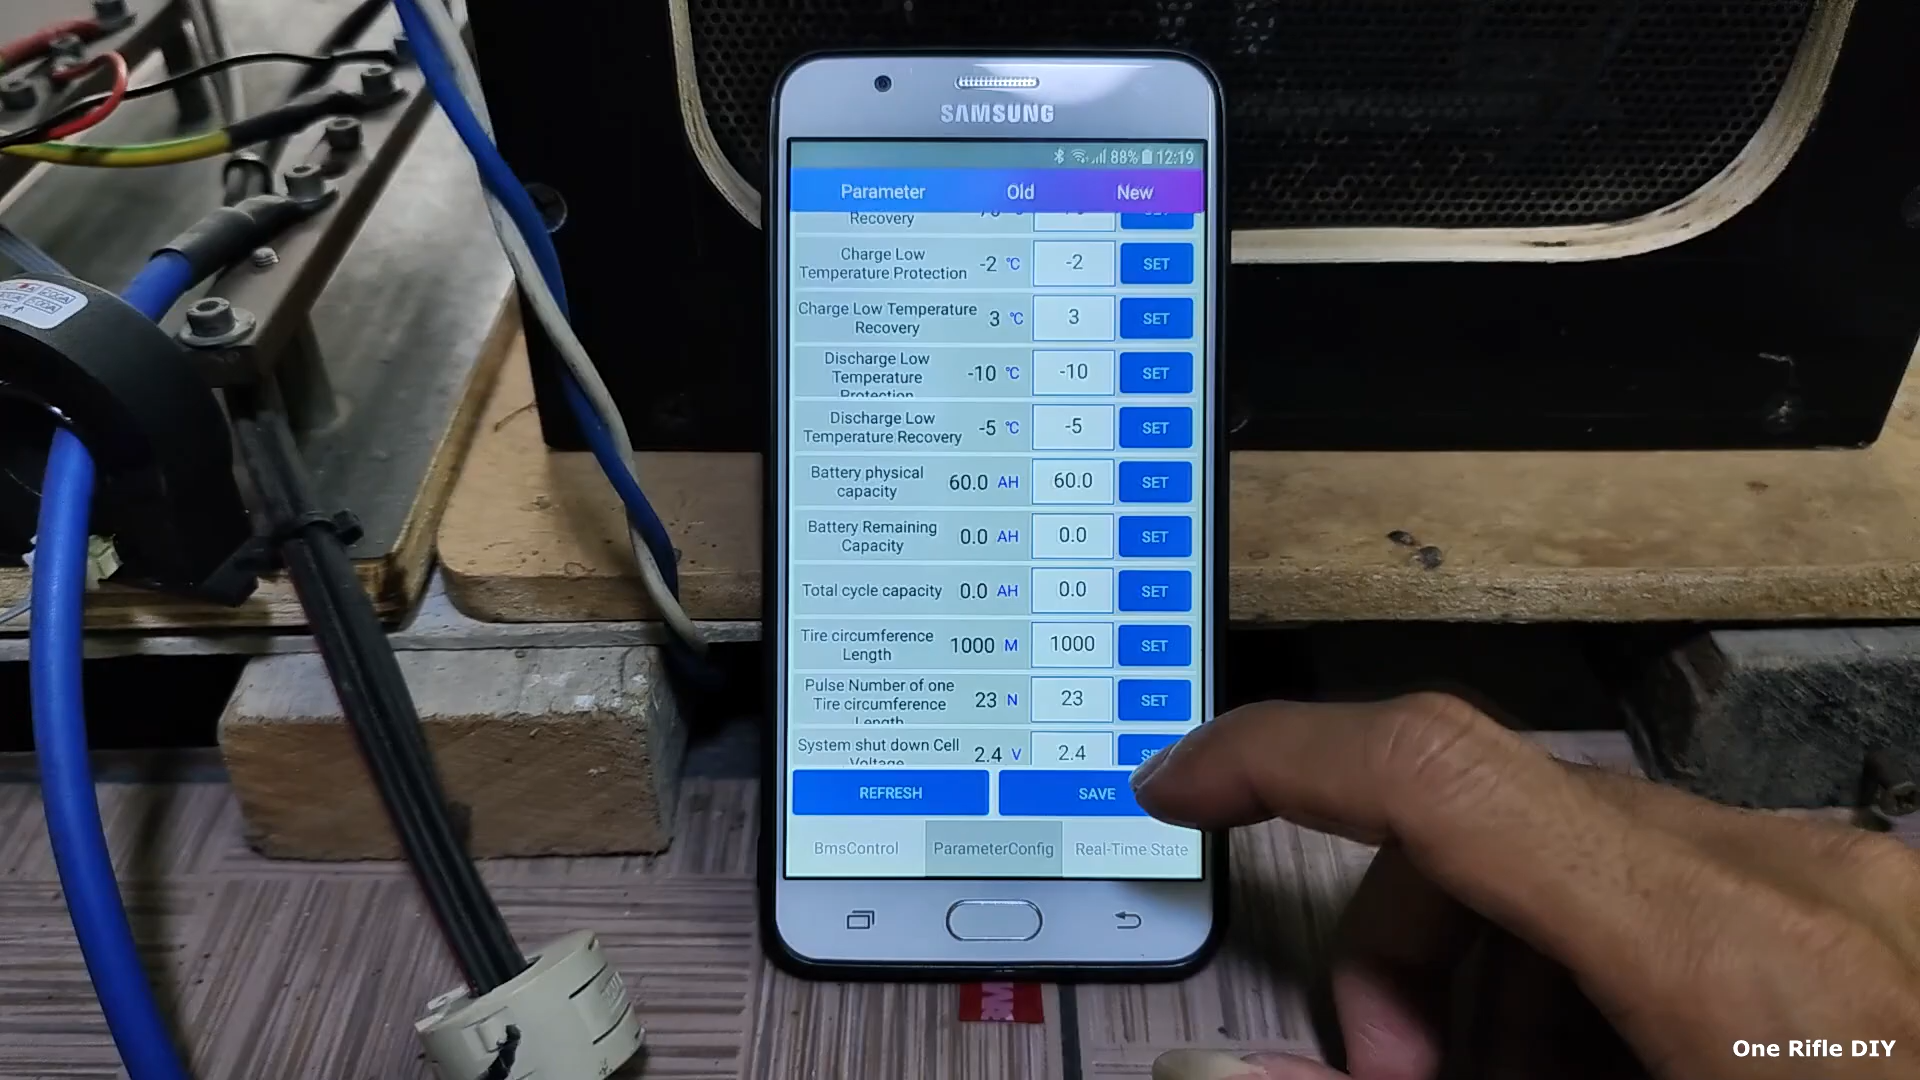 SAMSUNG
88% 12:19
Parameter Old New
Recovery
Charge Low
Temperature Protection -2 °C -2 SET
Charge Low Temperature
Recovery 3 °C 3 SET
Discharge Low
Temperature
Protection -10 °C -10 SET
Discharge Low
Temperature Recovery -5 °C -5 SET
Battery physical
capacity 60.0 AH 60.0 SET
Battery Remaining
Capacity 0.0 AH 0.0 SET
Total cycle capacity 0.0 AH 0.0 SET
Tire circumference
Length 1000 M 1000 SET
Pulse Number of one
Tire circumference
Length 23 N 23 SET
System shut down Cell
Voltage 2.4 V 2.4
REFRESH SAVE
BmsControl ParameterConfig Real-Time State
One Rifle DIY